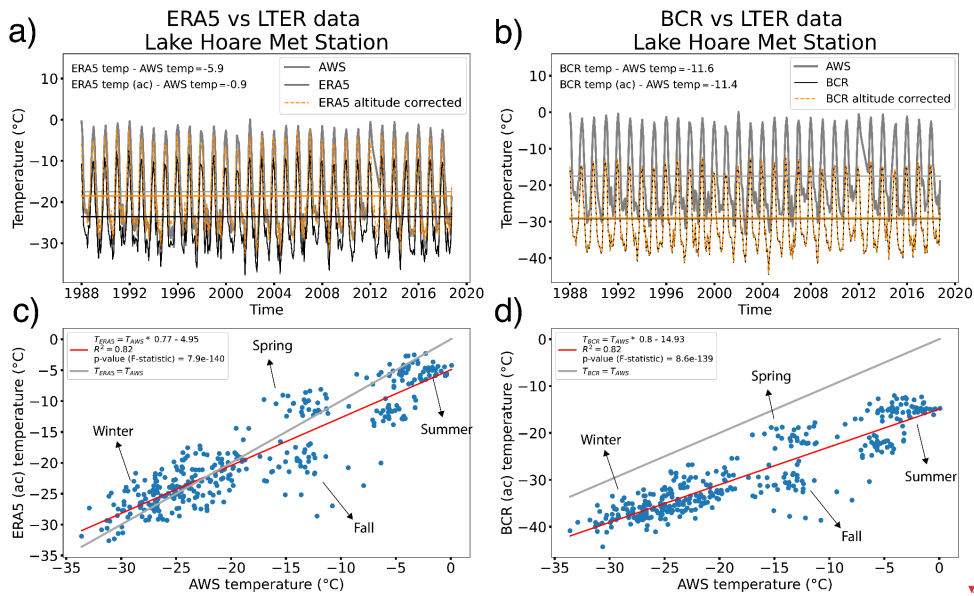 a)
ERA5 vs LTER data
Lake Hoare Met Station
ERA5 temp - AWS temp=-5.9
ERA5 temp (ac) - AWS temp=-0.9
AWS
ERA5
ERA5 altitude corrected
Temperature (°C)
10
0
−10
−20
−30
1988 1992 1996 2000 2004 2008 2012 2016 2020
Time
b)
BCR vs LTER data
Lake Hoare Met Station
BCR temp - AWS temp=-11.6
BCR temp (ac) - AWS temp=-11.4
AWS
BCR
BCR altitude corrected
Temperature (°C)
10
0
−10
−20
−30
−40
1988 1992 1996 2000 2004 2008 2012 2016 2020
Time
c)
T_ERA5 = T_AWS * 0.77 - 4.95
R² = 0.82
p-value (F-statistic) = 7.9e-140
T_ERA5 = T_AWS
Spring
Winter
Summer
Fall
ERA5 (ac) temperature (°C)
0
−5
−10
−15
−20
−25
−30
−35
−35 −30 −25 −20 −15 −10 −5 0
AWS temperature (°C)
d)
T_BCR = T_AWS * 0.8 - 14.93
R² = 0.82
p-value (F-statistic) = 8.6e-139
T_BCR = T_AWS
Spring
Winter
Summer
Fall
BCR (ac) temperature (°C)
0
−10
−20
−30
−40
−35 −30 −25 −20 −15 −10 −5 0
AWS temperature (°C)